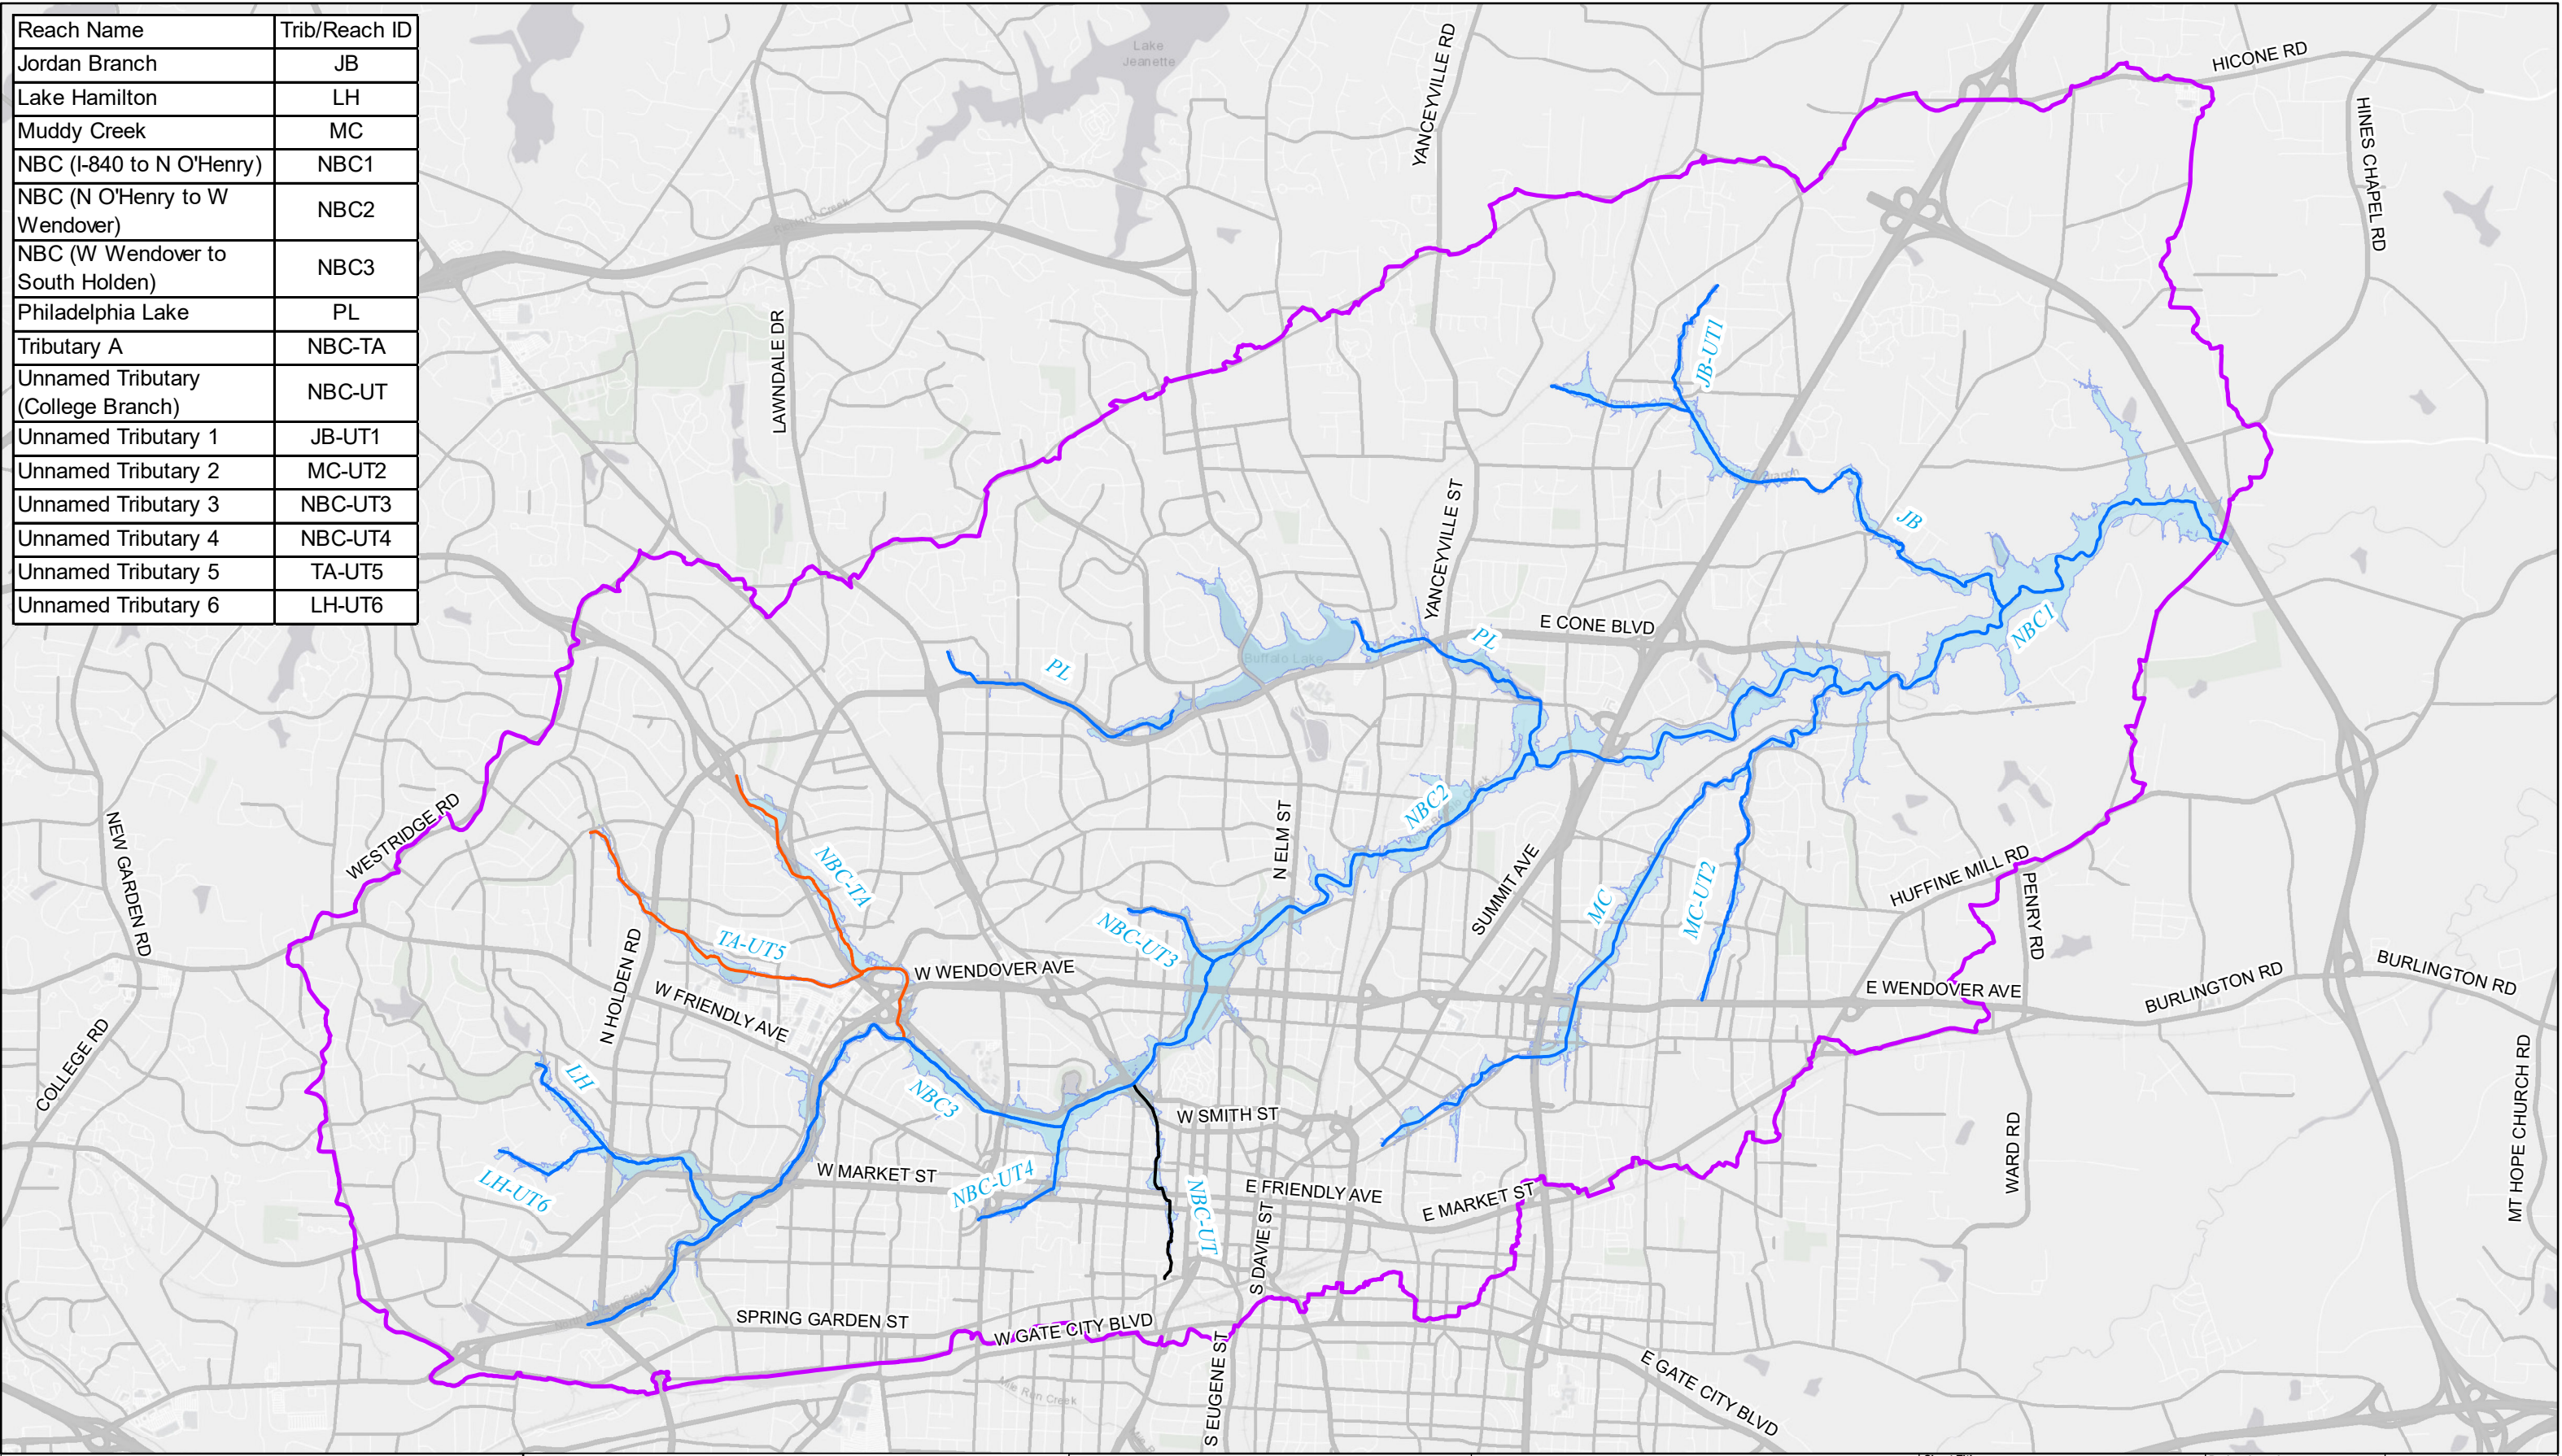 Reach Name Trib/Reach ID
Jordan Branch JB
Lake Hamilton LH
Muddy Creek MC
NBC (I-840 to N O'Henry) NBC1
NBC (N O'Henry to W
Wendover) NBC2
NBC (W Wendover to
South Holden) NBC3
Philadelphia Lake PL
Tributary A NBC-TA
Unnamed Tributary
(College Branch) NBC-UT
Unnamed Tributary 1 JB-UT1
Unnamed Tributary 2 MC-UT2
Unnamed Tributary 3 NBC-UT3
Unnamed Tributary 4 NBC-UT4
Unnamed Tributary 5 TA-UT5
Unnamed Tributary 6 LH-UT6
Lake
Jeanette
YANCEYVILLE RD
HICONE RD
HINES CHAPEL RD
LAWNDALE DR
JB-UT1
JB
YANCEYVILLE ST
E CONE BLVD
NBC1
PL
PL
Buffalo Lake
WESTRIDGE RD
NEW GARDEN RD
N ELM ST
NBC2
NBC-TA
SUMMIT AVE
MC
MC-UT2
HUFFINE MILL RD
PENRY RD
TA-UT5
NBC-UT3
N HOLDEN RD
W WENDOVER AVE
W FRIENDLY AVE
E WENDOVER AVE
BURLINGTON RD
BURLINGTON RD
COLLEGE RD
LH
NBC3
W SMITH ST
WARD RD
MT HOPE CHURCH RD
LH-UT6
W MARKET ST
NBC-UT4
NBC-UT
E FRIENDLY AVE
E MARKET ST
S DAVIE ST
SPRING GARDEN ST
W GATE CITY BLVD
S EUGENE ST
E GATE CITY BLVD
Mile Run Creek